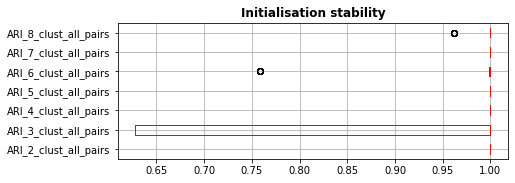 Initialisation stability
ARI_8_clust_all_pairs
ARI_7_clust_all_pairs
ARI_6_clust_all_pairs
ARI_5_clust_all_pairs
ARI_4_clust_all_pairs
ARI_3_clust_all_pairs
ARI_2_clust_all_pairs
0.65 0.70 0.75 0.80 0.85 0.90 0.95 1.00